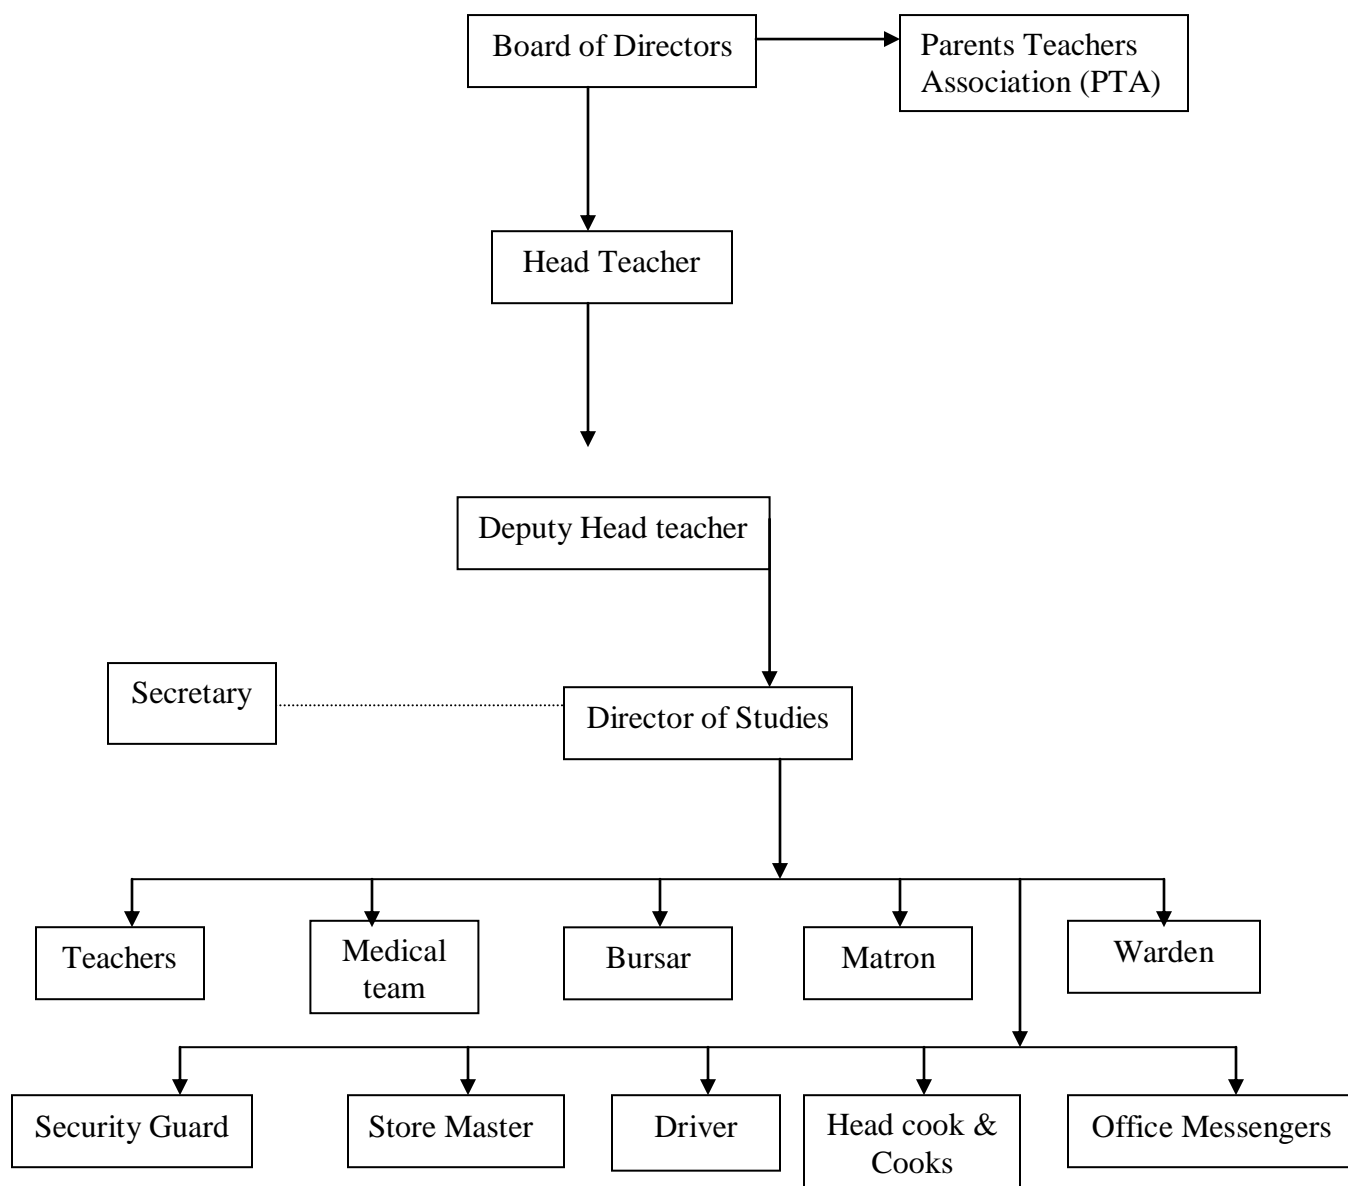 Board of Directors
Parents Teachers
Association (PTA)
Head Teacher
Deputy Head teacher
Secretary
Director of Studies
Teachers
Medical
team
Bursar
Matron
Warden
Security Guard
Store Master
Driver
Head cook &
Cooks
Office Messengers